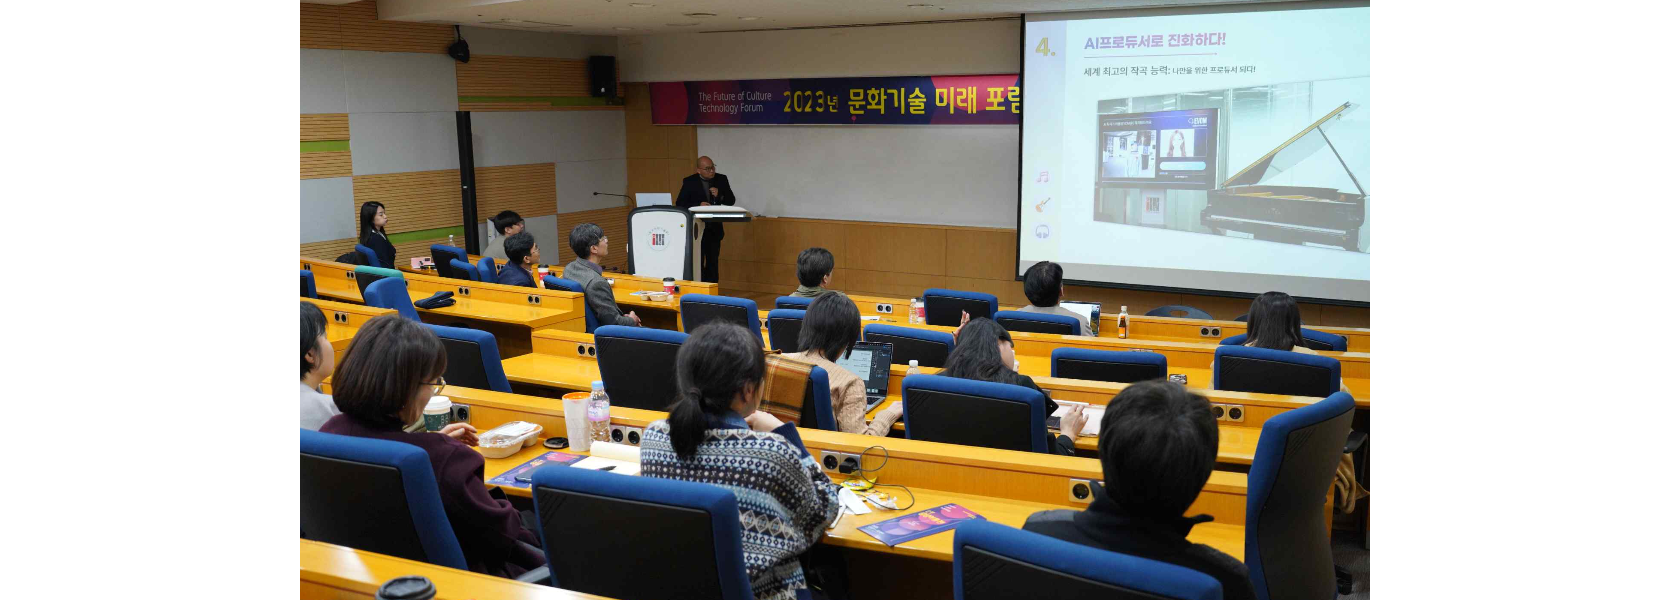 The Future of Culture
Technology Forum
2023년 문화기술 미래 포럼
4.
AI프로듀서로 진화하다!
세계 최고의 작곡 능력: 나만을 위한 프로듀서 되다!